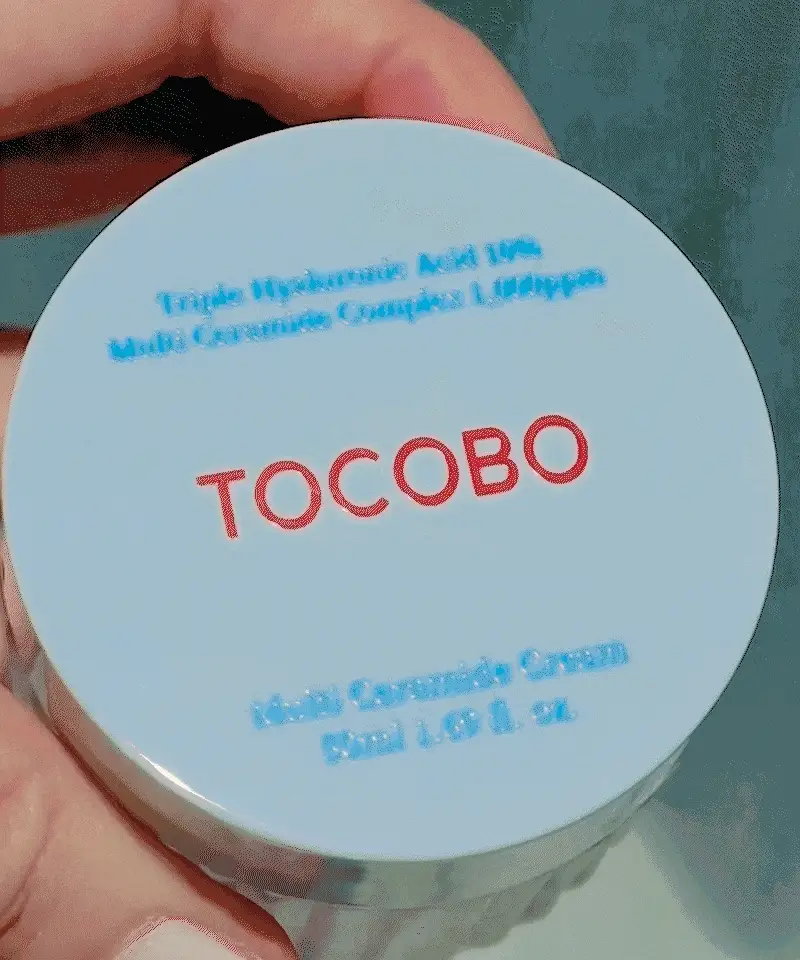 Triple Hyaluronic Acid 10%
Multi Ceramide Complex 1,000ppm
TOCOBO
Multi Ceramide Cream
50ml 1.69 fl. oz.